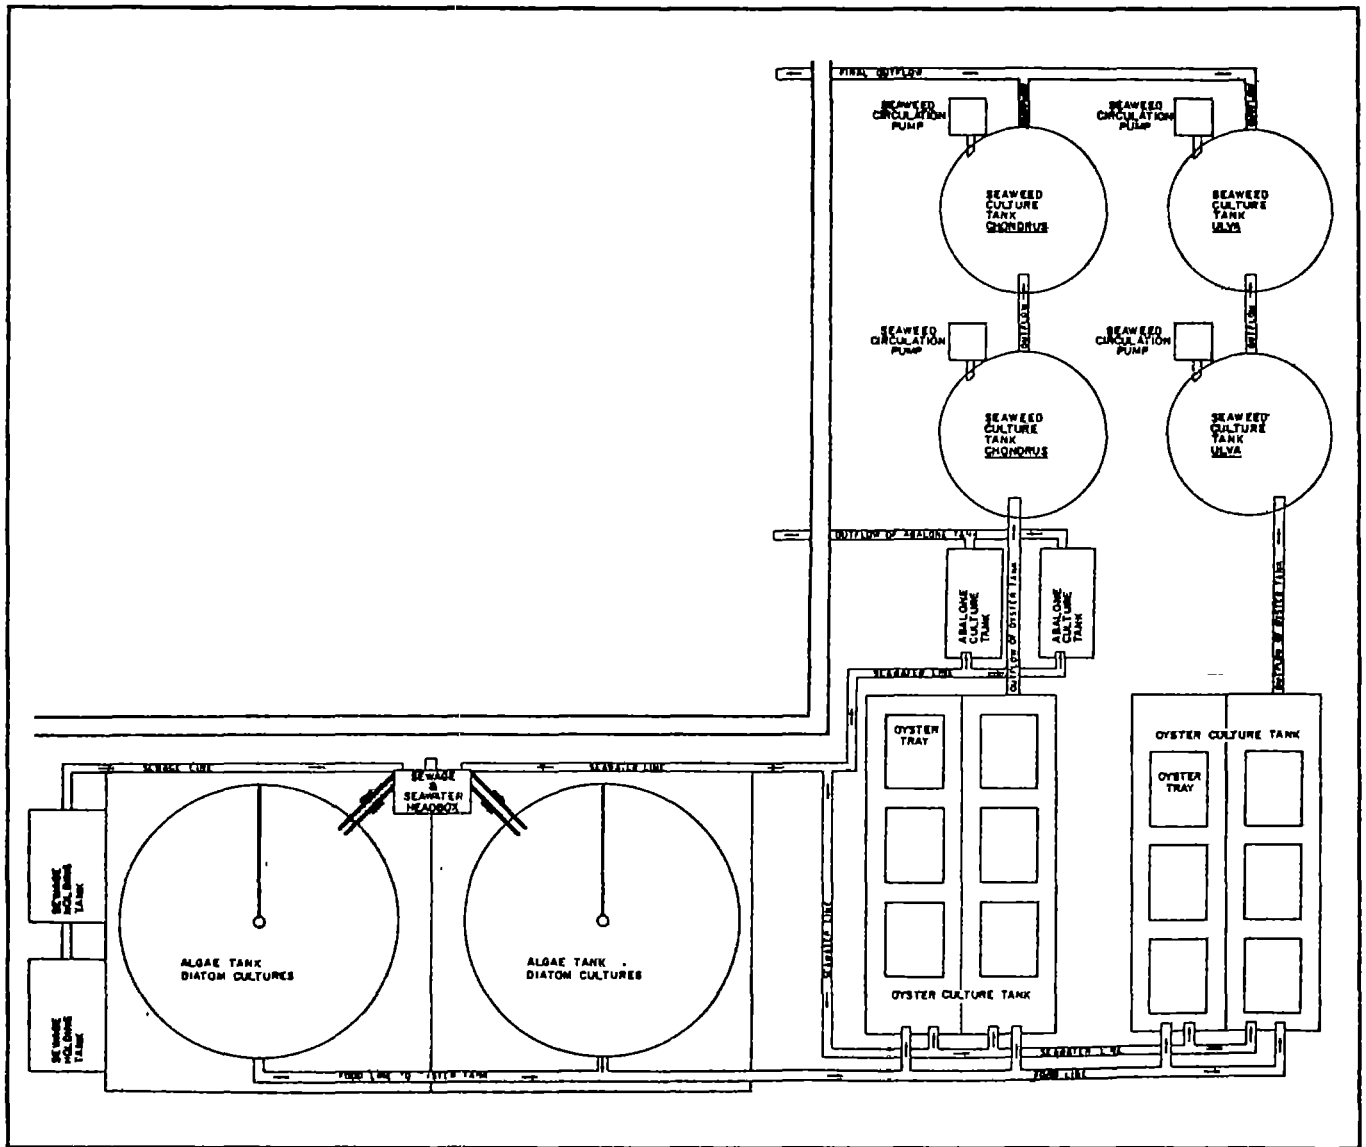 FINAL OUTFLOW
SEAWEED
CIRCULATION
PUMP
SEAWEED
CIRCULATION
PUMP
OUTFLOW
OUTFLOW
SEAWEED
CULTURE
TANK
CHONDRUS
SEAWEED
CULTURE
TANK
ULVA
OUTFLOW
OUTFLOW
SEAWEED
CIRCULATION
PUMP
SEAWEED
CIRCULATION
PUMP
SEAWEED
CULTURE
TANK
CHONDRUS
SEAWEED
CULTURE
TANK
ULVA
OUTFLOW OF ABALONE TANK
ABALONE
CULTURE
TANK
OUTFLOW OF OYSTER TANK
ABALONE
CULTURE
TANK
OUTFLOW OF OYSTER TANK
SEAWATER LINE
OYSTER
TRAY
OYSTER CULTURE TANK
OYSTER
TRAY
SEWAGE LINE
SEWAGE
&
SEAWATER
HEADBOX
SEAWATER LINE
SEWAGE
HOLDING
TANK
SEAWATER LINE
ALGAE TANK
DIATOM CULTURES
ALGAE TANK
DIATOM CULTURES
OYSTER CULTURE TANK
SEWAGE
HOLDING
TANK
SEAWATER LINE
FOOD LINE TO OYSTER TANK
FOOD LINE